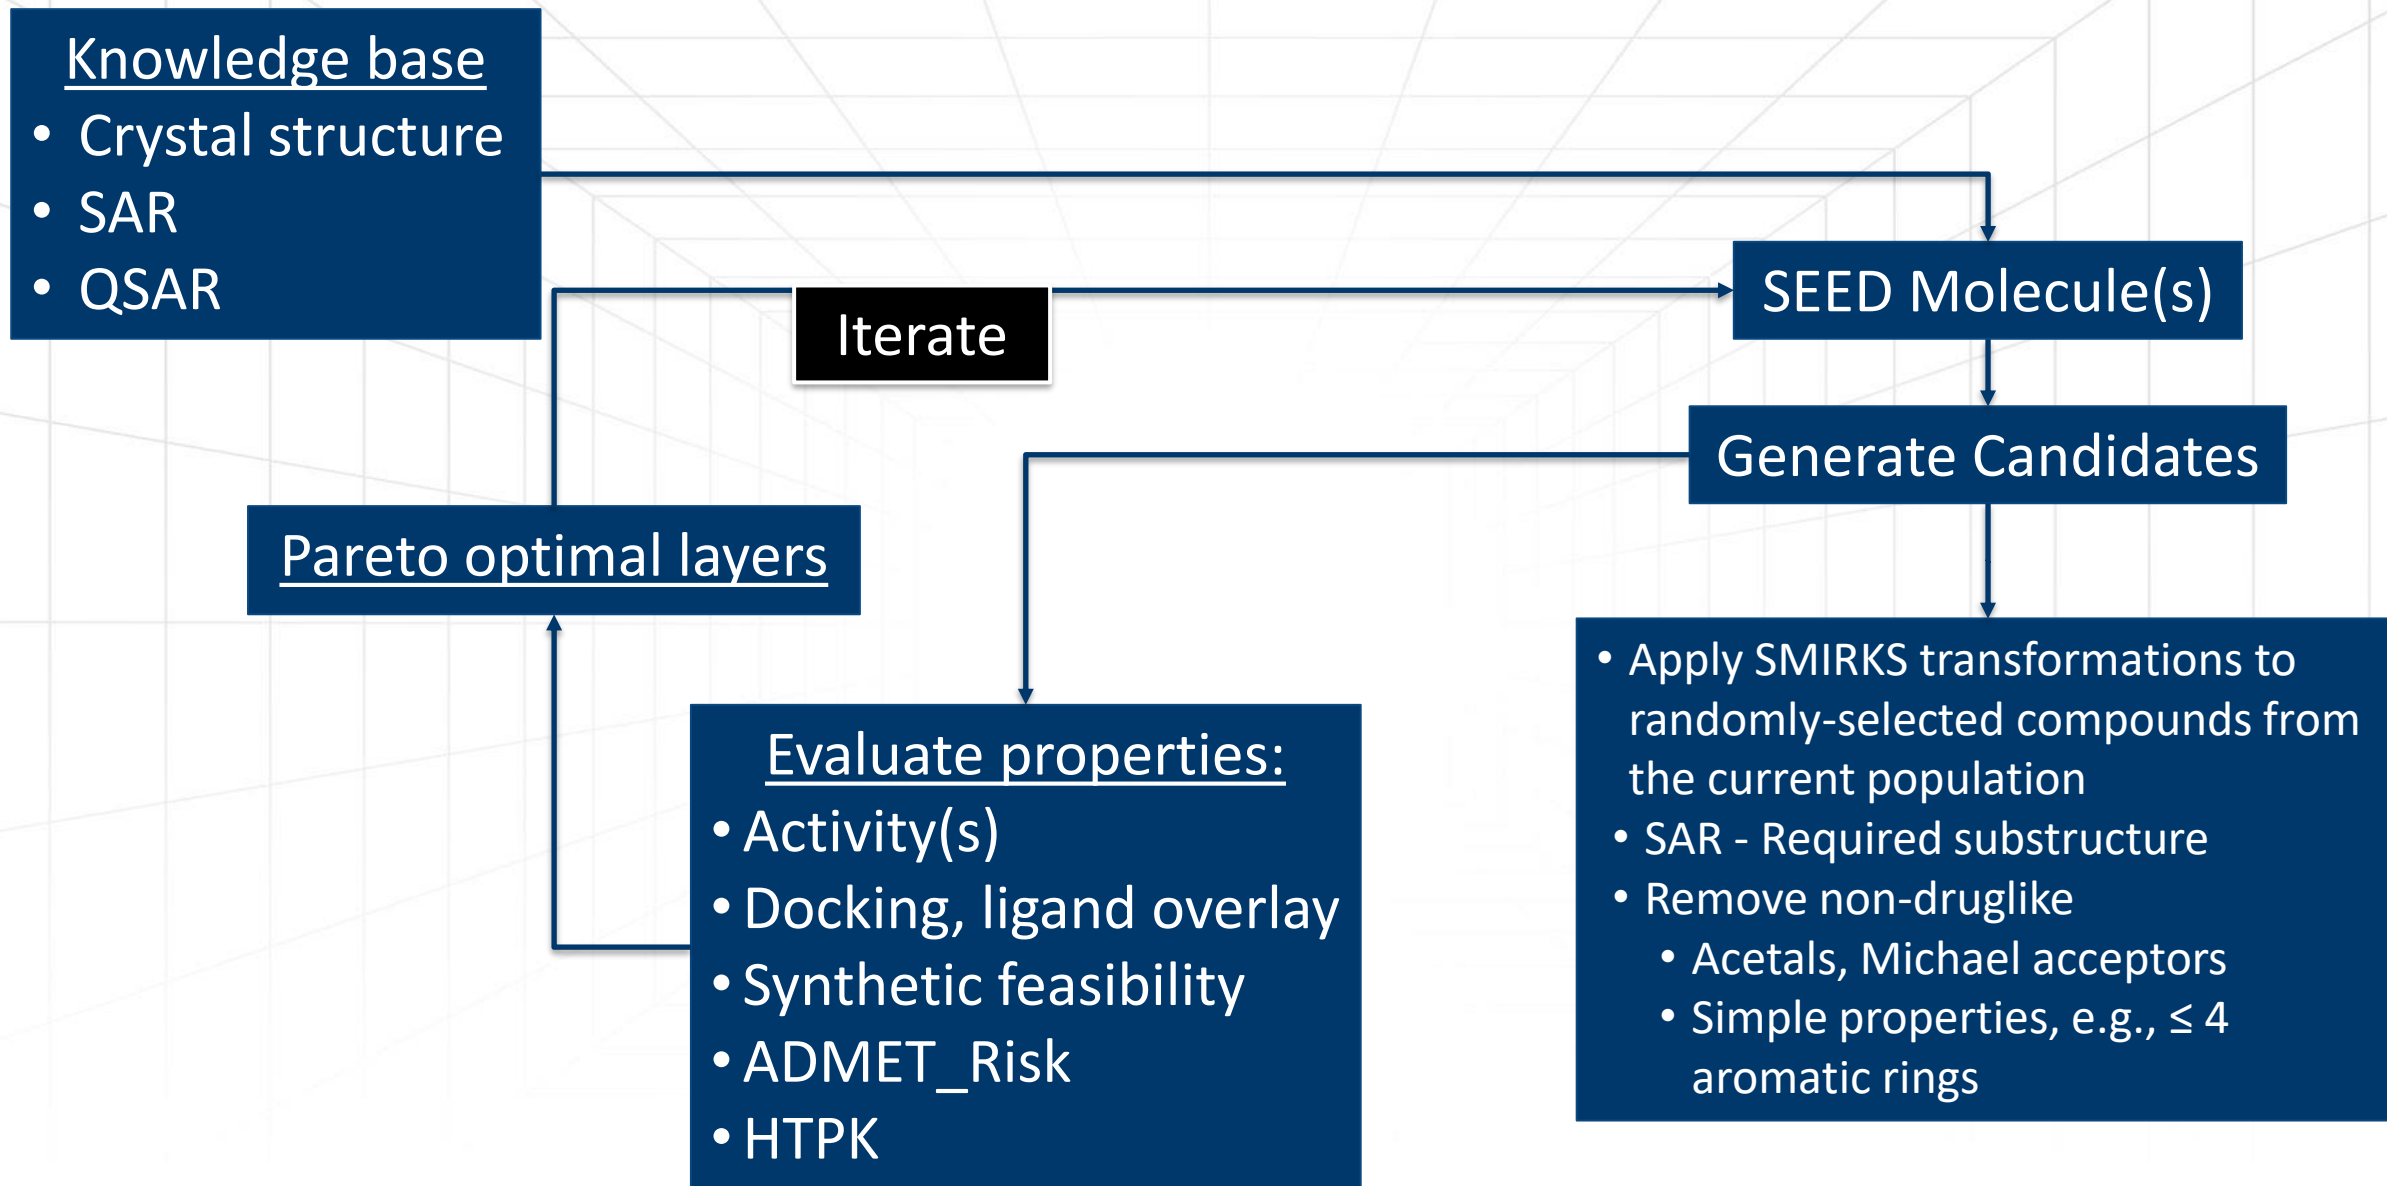 Knowledge base
• Crystal structure
• SAR
• QSAR
Iterate
SEED Molecule(s)
Generate Candidates
Pareto optimal layers
Evaluate properties:
• Activity(s)
• Docking, ligand overlay
• Synthetic feasibility
• ADMET_Risk
• HTPK
• Apply SMIRKS transformations to
randomly-selected compounds from
the current population
• SAR - Required substructure
• Remove non-druglike
• Acetals, Michael acceptors
• Simple properties, e.g., ≤ 4
aromatic rings